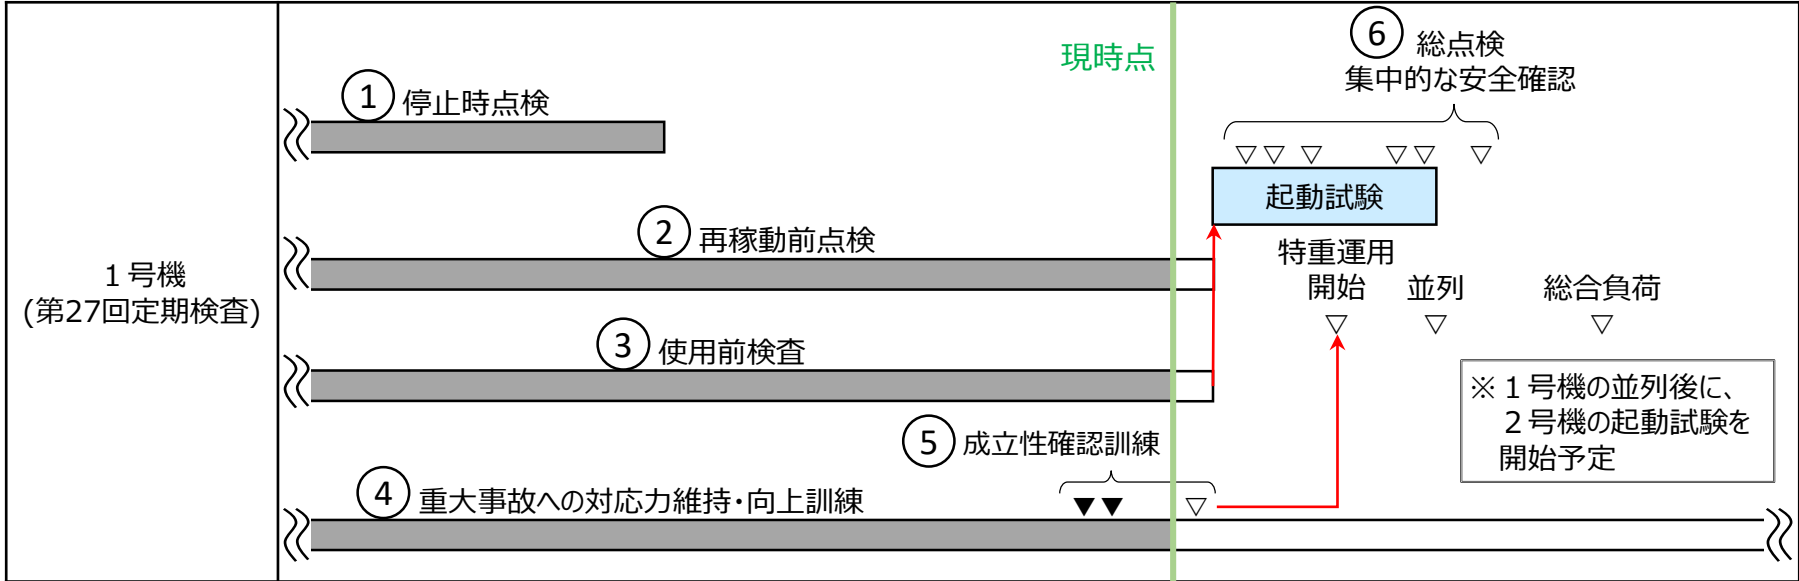 １号機
(第27回定期検査)
現時点
① 停止時点検
② 再稼動前点検
③ 使用前検査
④ 重大事故への対応力維持・向上訓練
⑤ 成立性確認訓練
⑥ 総点検
集中的な安全確認
▽ ▽ ▽ ▽ ▽ ▽
起動試験
特重運用
開始
▽
並列
▽
総合負荷
▽
※１号機の並列後に、
２号機の起動試験を
開始予定
▼ ▼ ▽